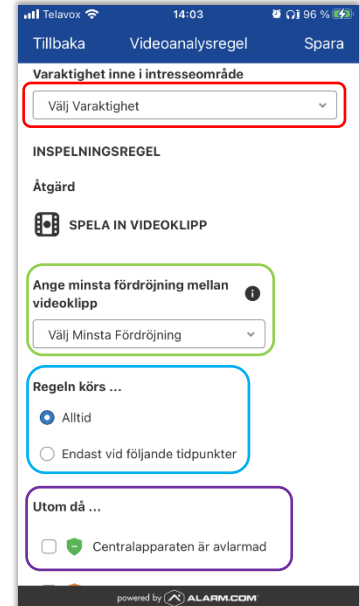 Telavox 14:03 96 %
Tillbaka Videoanalysregel Spara
Varaktighet inne i intresseområde
Välj Varaktighet
INSPELNINGSREGEL
Åtgärd
SPELA IN VIDEOKLIPP
Ange minsta fördröjning mellan
videoklipp
Välj Minsta Fördröjning
Regeln körs ...
Alltid
Endast vid följande tidpunkter
Utom då ...
Centralapparaten är avlarmad
powered by ALARM.COM